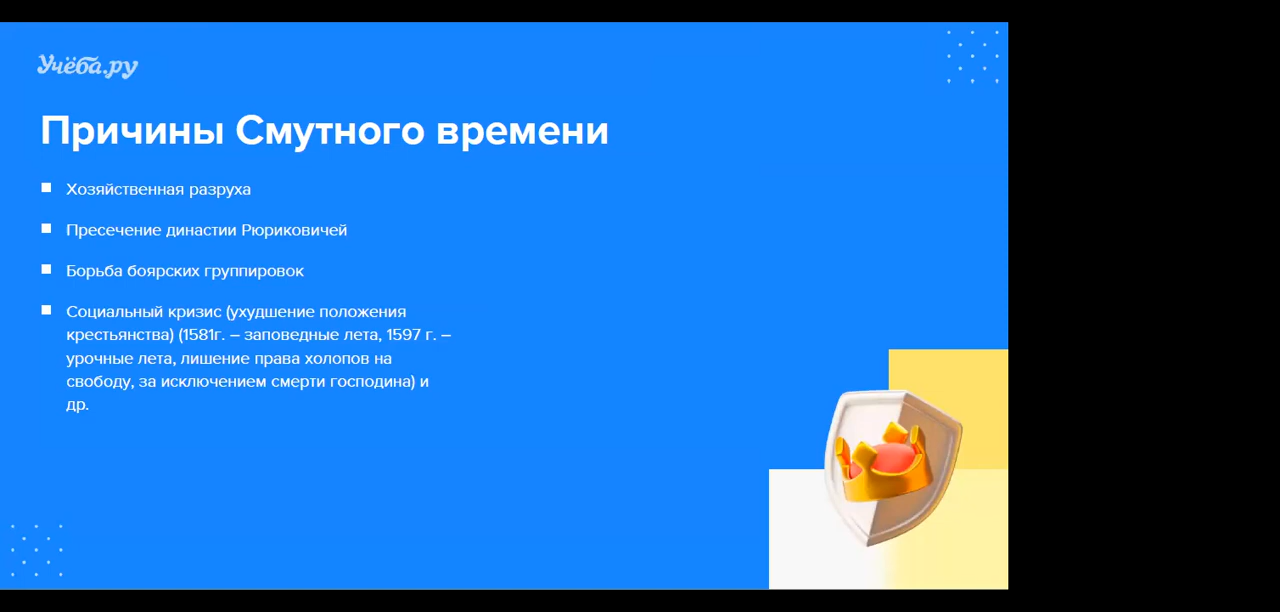 Учёба.ру
Причины Смутного времени
Хозяйственная разруха
Пресечение династии Рюриковичей
Борьба боярских группировок
Социальный кризис (ухудшение положения
крестьянства) (1581г. – заповедные лета, 1597 г. –
урочные лета, лишение права холопов на
свободу, за исключением смерти господина) и
др.